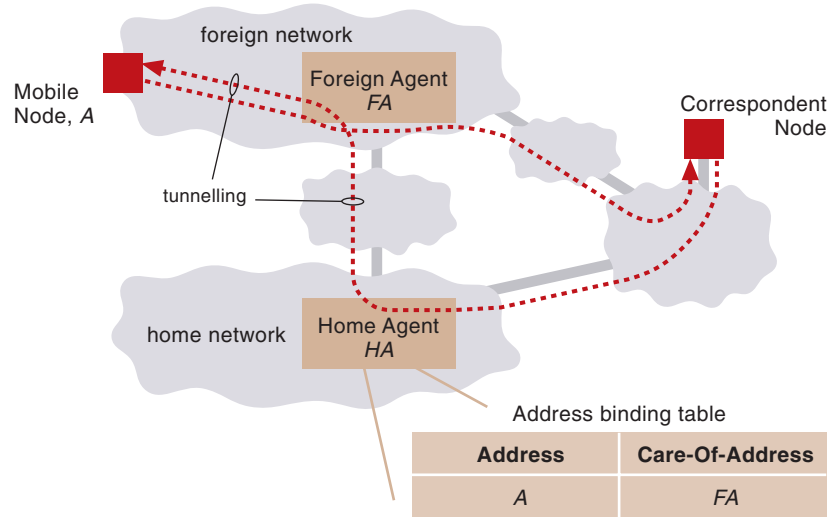 foreign network
Foreign Agent
FA
Mobile
Node, A
Correspondent
Node
tunnelling
home network
Home Agent
HA
Address binding table
Address Care-Of-Address
A FA